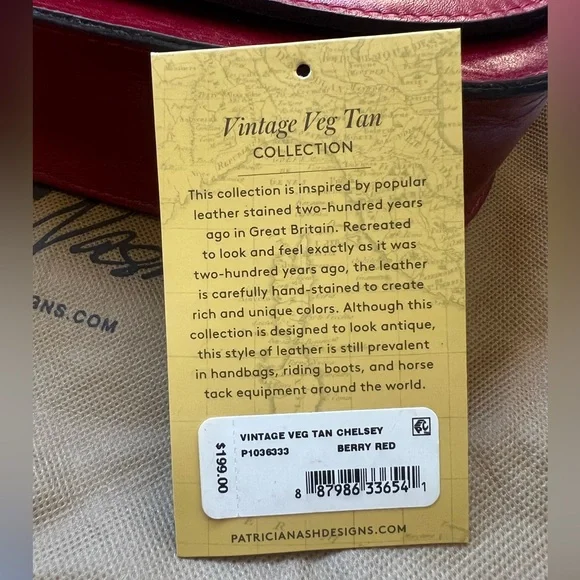 Vintage Veg Tan
COLLECTION
This collection is inspired by popular
leather stained two-hundred years
ago in Great Britain. Recreated
to look and feel exactly as it was
two-hundred years ago, the leather
is carefully hand-stained to create
rich and unique colors. Although this
collection is designed to look antique,
this style of leather is still prevalent
in handbags, riding boots, and horse
tack equipment around the world.
$199.00
VINTAGE VEG TAN CHELSEY
P1036333 BERRY RED
8 87986 33654 1
PATRICIANASHDESIGNS.COM
Nash
GNS.COM